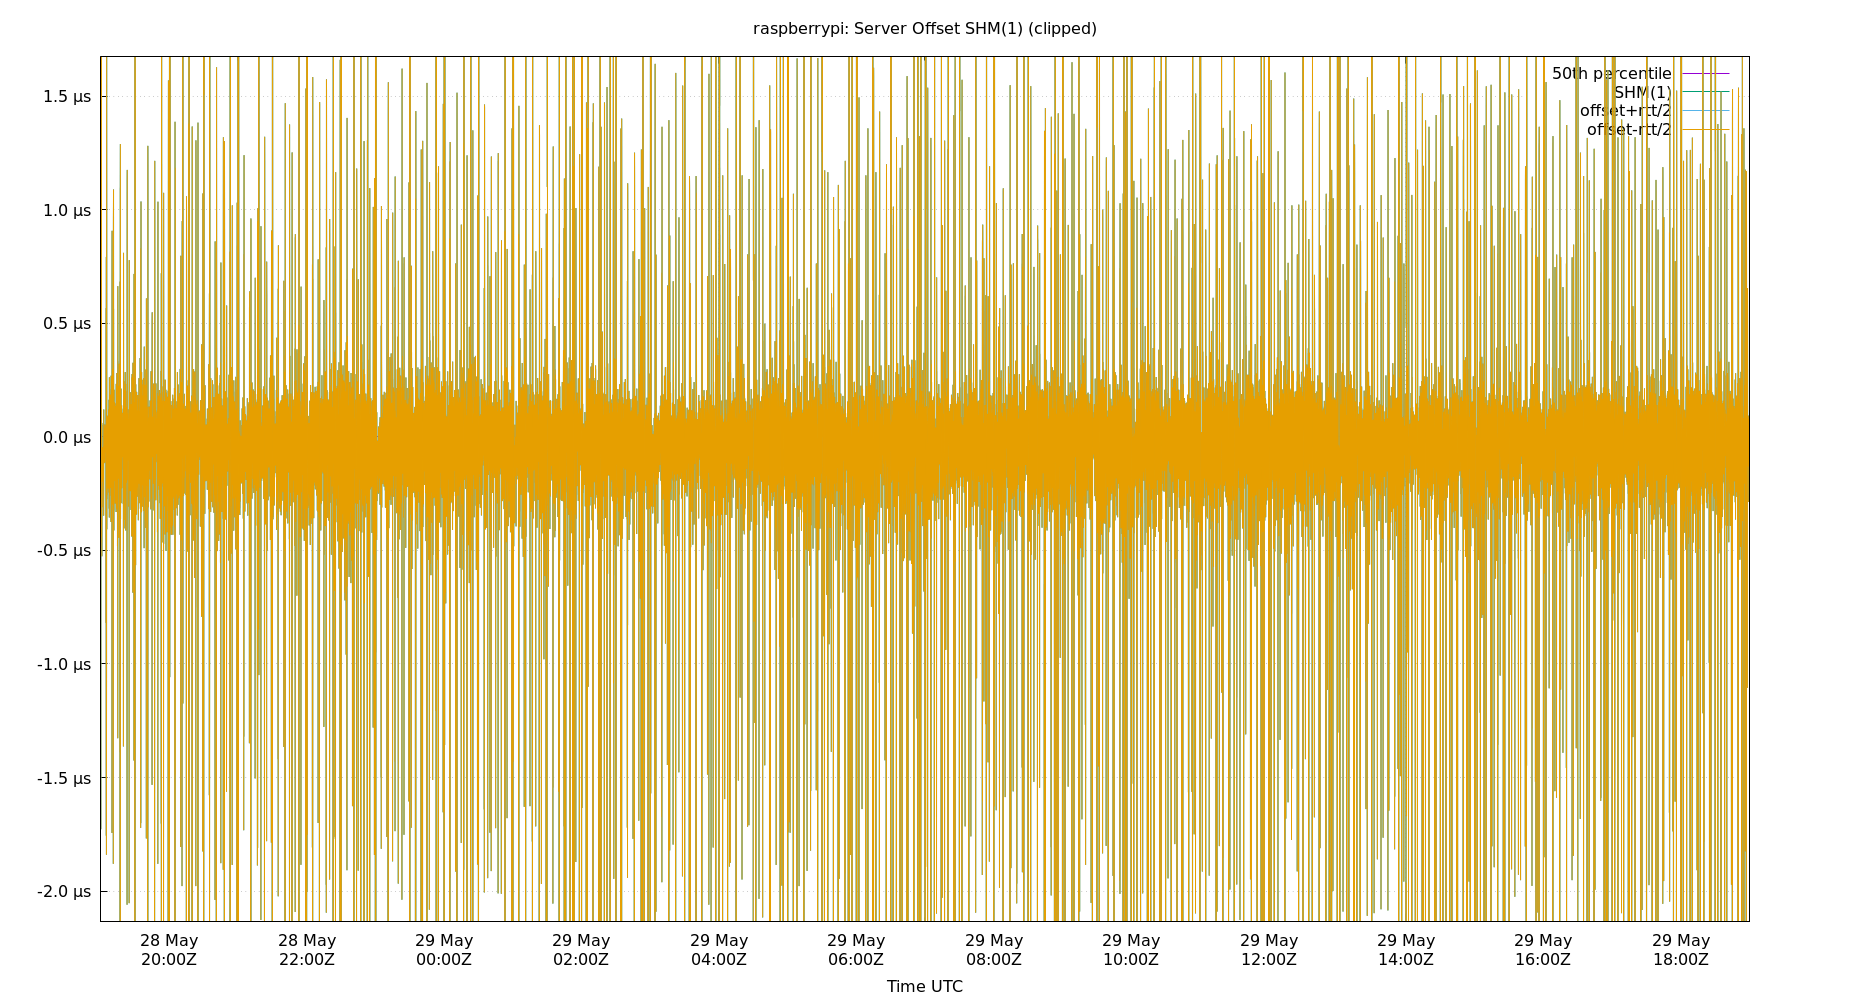 raspberrypi: Server Offset SHM(1) (clipped)
50th percentile
SHM(1)
offset+rtt/2
offset-rtt/2
1.5 µs
1.0 µs
0.5 µs
0.0 µs
-0.5 µs
-1.0 µs
-1.5 µs
-2.0 µs
28 May 28 May 29 May 29 May 29 May 29 May 29 May 29 May 29 May 29 May 29 May 29 May
20:00Z 22:00Z 00:00Z 02:00Z 04:00Z 06:00Z 08:00Z 10:00Z 12:00Z 14:00Z 16:00Z 18:00Z
Time UTC